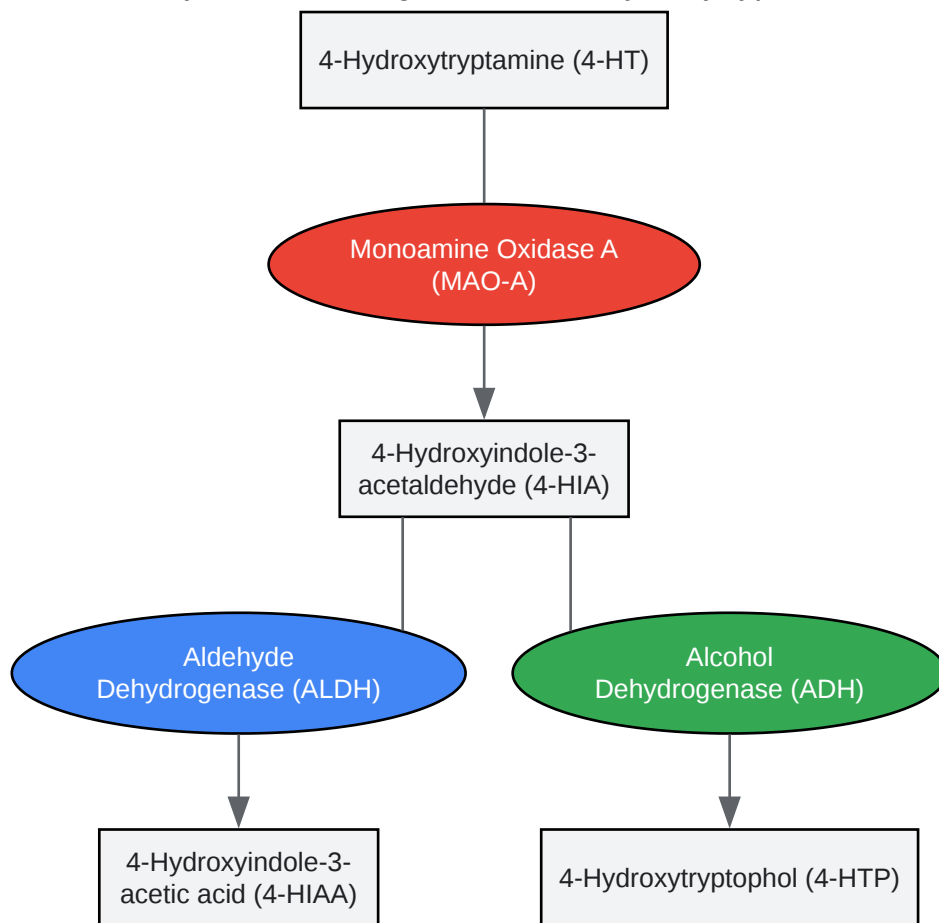 4-Hydroxytryptamine (4-HT)
Monoamine Oxidase A
(MAO-A)
4-Hydroxyindole-3-
acetaldehyde (4-HIA)
Aldehyde
Dehydrogenase (ALDH)
Alcohol
Dehydrogenase (ADH)
4-Hydroxyindole-3-
acetic acid (4-HIAA)
4-Hydroxytryptophol (4-HTP)